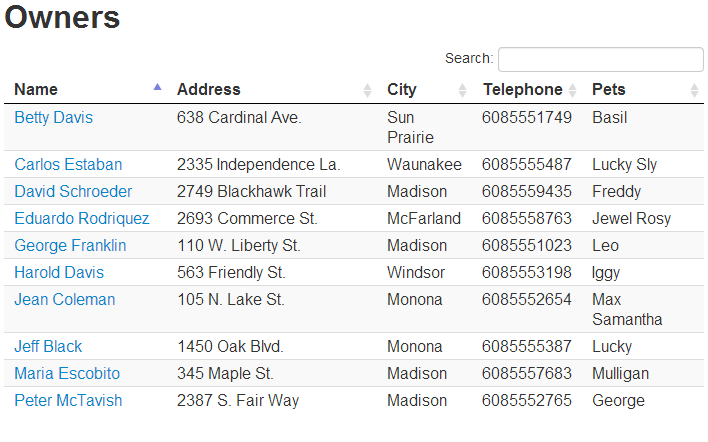 Owners
Search:
Name Address City Telephone Pets
Betty Davis 638 Cardinal Ave. Sun 6085551749 Basil
Prairie
Carlos Estaban 2335 Independence La. Waunakee 6085555487 Lucky Sly
David Schroeder 2749 Blackhawk Trail Madison 6085559435 Freddy
Eduardo Rodriquez 2693 Commerce St. McFarland 6085558763 Jewel Rosy
George Franklin 110 W. Liberty St. Madison 6085551023 Leo
Harold Davis 563 Friendly St. Windsor 6085553198 Iggy
Jean Coleman 105 N. Lake St. Monona 6085552654 Max
Samantha
Jeff Black 1450 Oak Blvd. Monona 6085555387 Lucky
Maria Escobito 345 Maple St. Madison 6085557683 Mulligan
Peter McTavish 2387 S. Fair Way Madison 6085552765 George